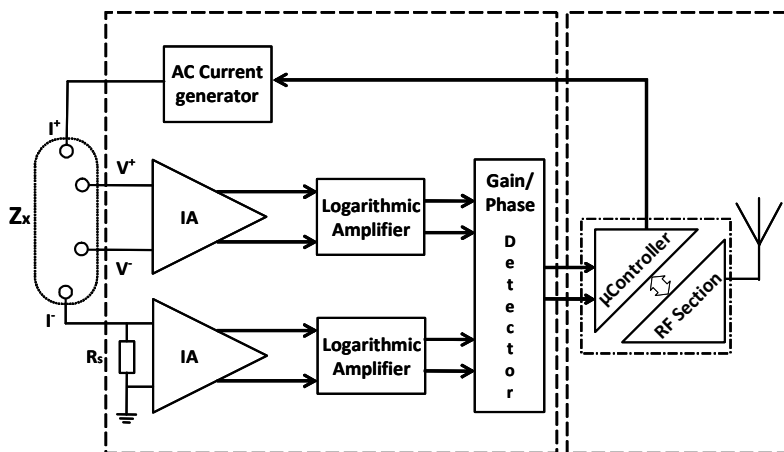 AC Current
generator
I+
V+
Zx
IA
Logarithmic
Amplifier
V-
I-
Rs
IA
Logarithmic
Amplifier
Gain/
Phase
D
e
t
e
c
t
o
r
µController
RF Section